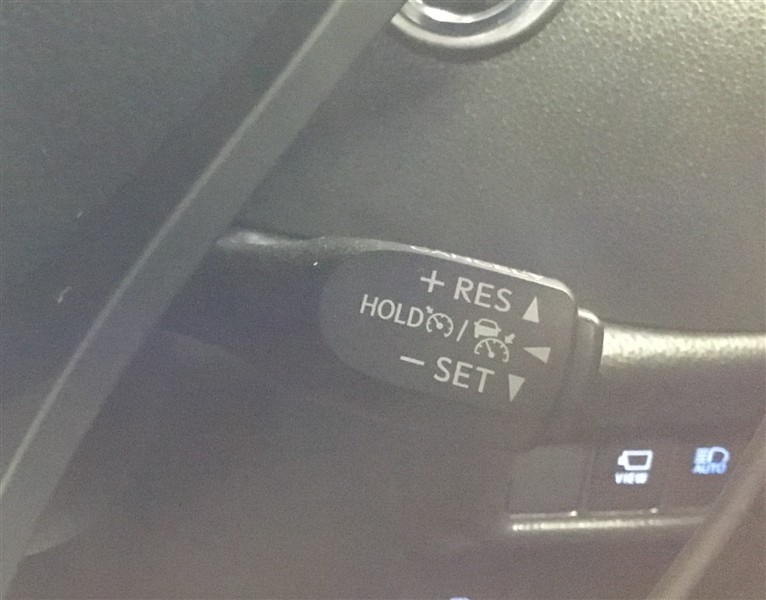 + RES
HOLD /
- SET
VIEW
AUTO